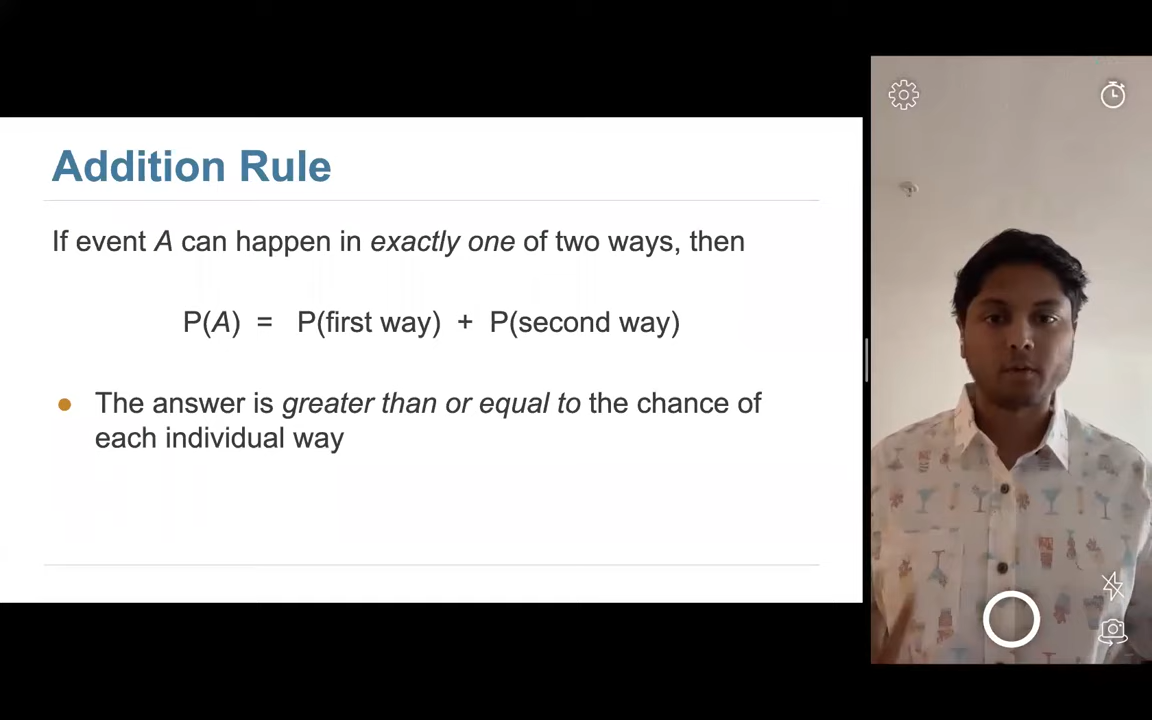 Addition Rule
If event A can happen in exactly one of two ways, then
P(A) = P(first way) + P(second way)
● The answer is greater than or equal to the chance of
each individual way